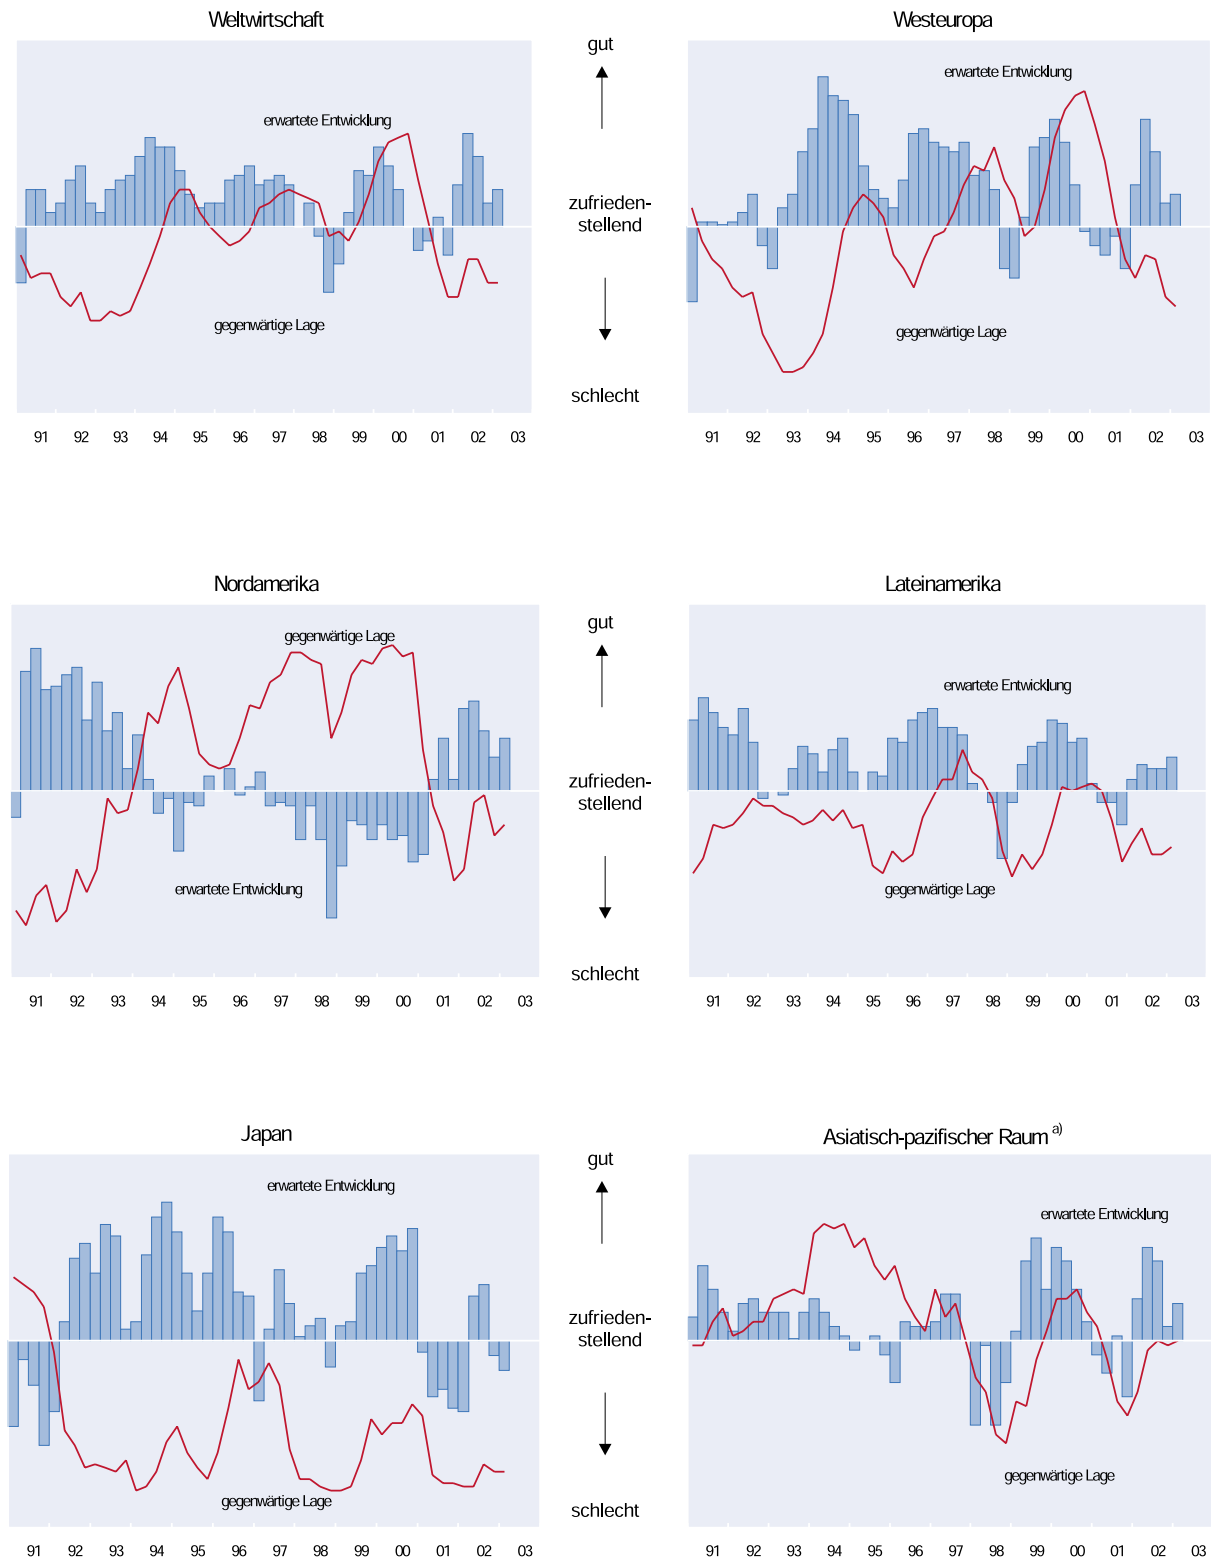 Weltwirtschaft
Westeuropa
gut
erwartete Entwicklung
erwartete Entwicklung
zufrieden-
stellend
gegenwärtige Lage
gegenwärtige Lage
schlecht
91 92 93 94 95 96 97 98 99 00 01 02 03
91 92 93 94 95 96 97 98 99 00 01 02 03
Nordamerika
Lateinamerika
gut
gegenwärtige Lage
erwartete Entwicklung
zufrieden-
stellend
erwartete Entwicklung
gegenwärtige Lage
schlecht
91 92 93 94 95 96 97 98 99 00 01 02 03
91 92 93 94 95 96 97 98 99 00 01 02 03
Japan
Asiatisch-pazifischer Raum a)
gut
erwartete Entwicklung
erwartete Entwicklung
zufrieden-
stellend
gegenwärtige Lage
gegenwärtige Lage
schlecht
91 92 93 94 95 96 97 98 99 00 01 02 03
91 92 93 94 95 96 97 98 99 00 01 02 03